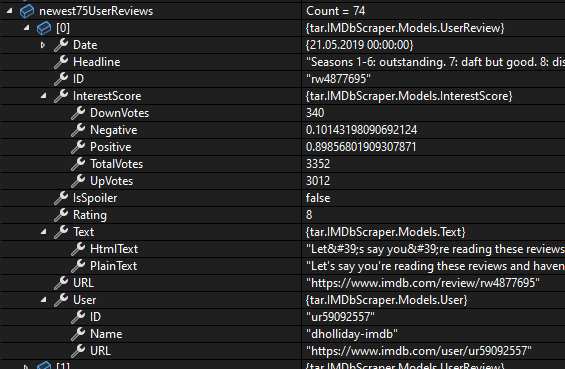 newest75UserReviews Count = 74
[0] {tar.IMDbScraper.Models.UserReview}
Date {21.05.2019 00:00:00}
Headline "Seasons 1-6: outstanding. 7: daft but good. 8: dis
ID "rw4877695"
InterestScore {tar.IMDbScraper.Models.InterestScore}
DownVotes 340
Negative 0.10143198090692124
Positive 0.89856801909307871
TotalVotes 3352
UpVotes 3012
IsSpoiler false
Rating 8
Text {tar.IMDbScraper.Models.Text}
HtmlText "Let&#39;s say you&#39;re reading these reviews
PlainText "Let's say you're reading these reviews and haven
URL "https://www.imdb.com/review/rw4877695"
User {tar.IMDbScraper.Models.User}
ID "ur59092557"
Name "dholliday-imdb"
URL "https://www.imdb.com/user/ur59092557"
[1] {tar.IMDbScraper.Models.UserReview}